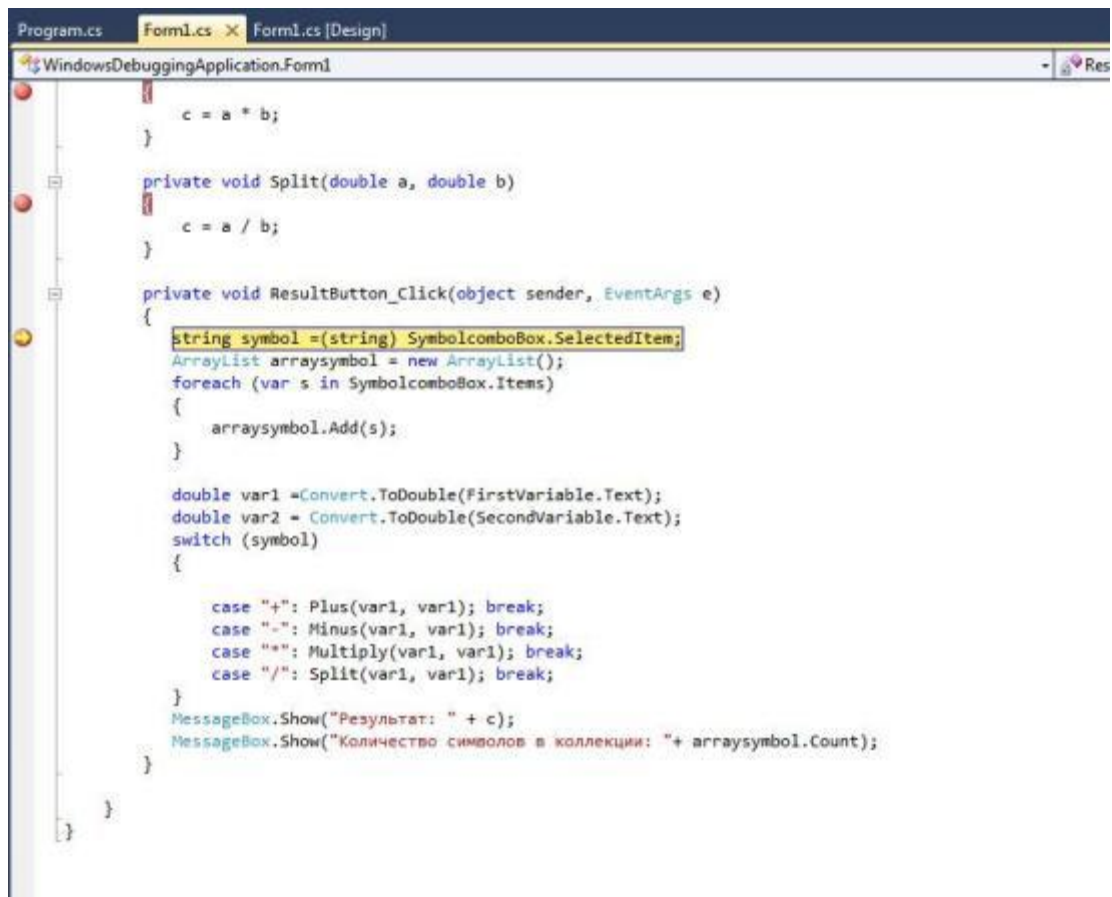 Program.cs Form1.cs X Form1.cs [Design]
WindowsDebuggingApplication.Form1 Res
{
c = a * b;
}
private void Split(double a, double b)
{
c = a / b;
}
private void ResultButton_Click(object sender, EventArgs e)
{
string symbol =(string) SymbolcomboBox.SelectedItem;
ArrayList arraysymbol = new ArrayList();
foreach (var s in SymbolcomboBox.Items)
{
arraysymbol.Add(s);
}
double var1 =Convert.ToDouble(FirstVariable.Text);
double var2 = Convert.ToDouble(SecondVariable.Text);
switch (symbol)
{
case "+": Plus(var1, var1); break;
case "-": Minus(var1, var1); break;
case "*": Multiply(var1, var1); break;
case "/": Split(var1, var1); break;
}
MessageBox.Show("Результат: " + c);
MessageBox.Show("Количество символов в коллекции: "+ arraysymbol.Count);
}
}
}